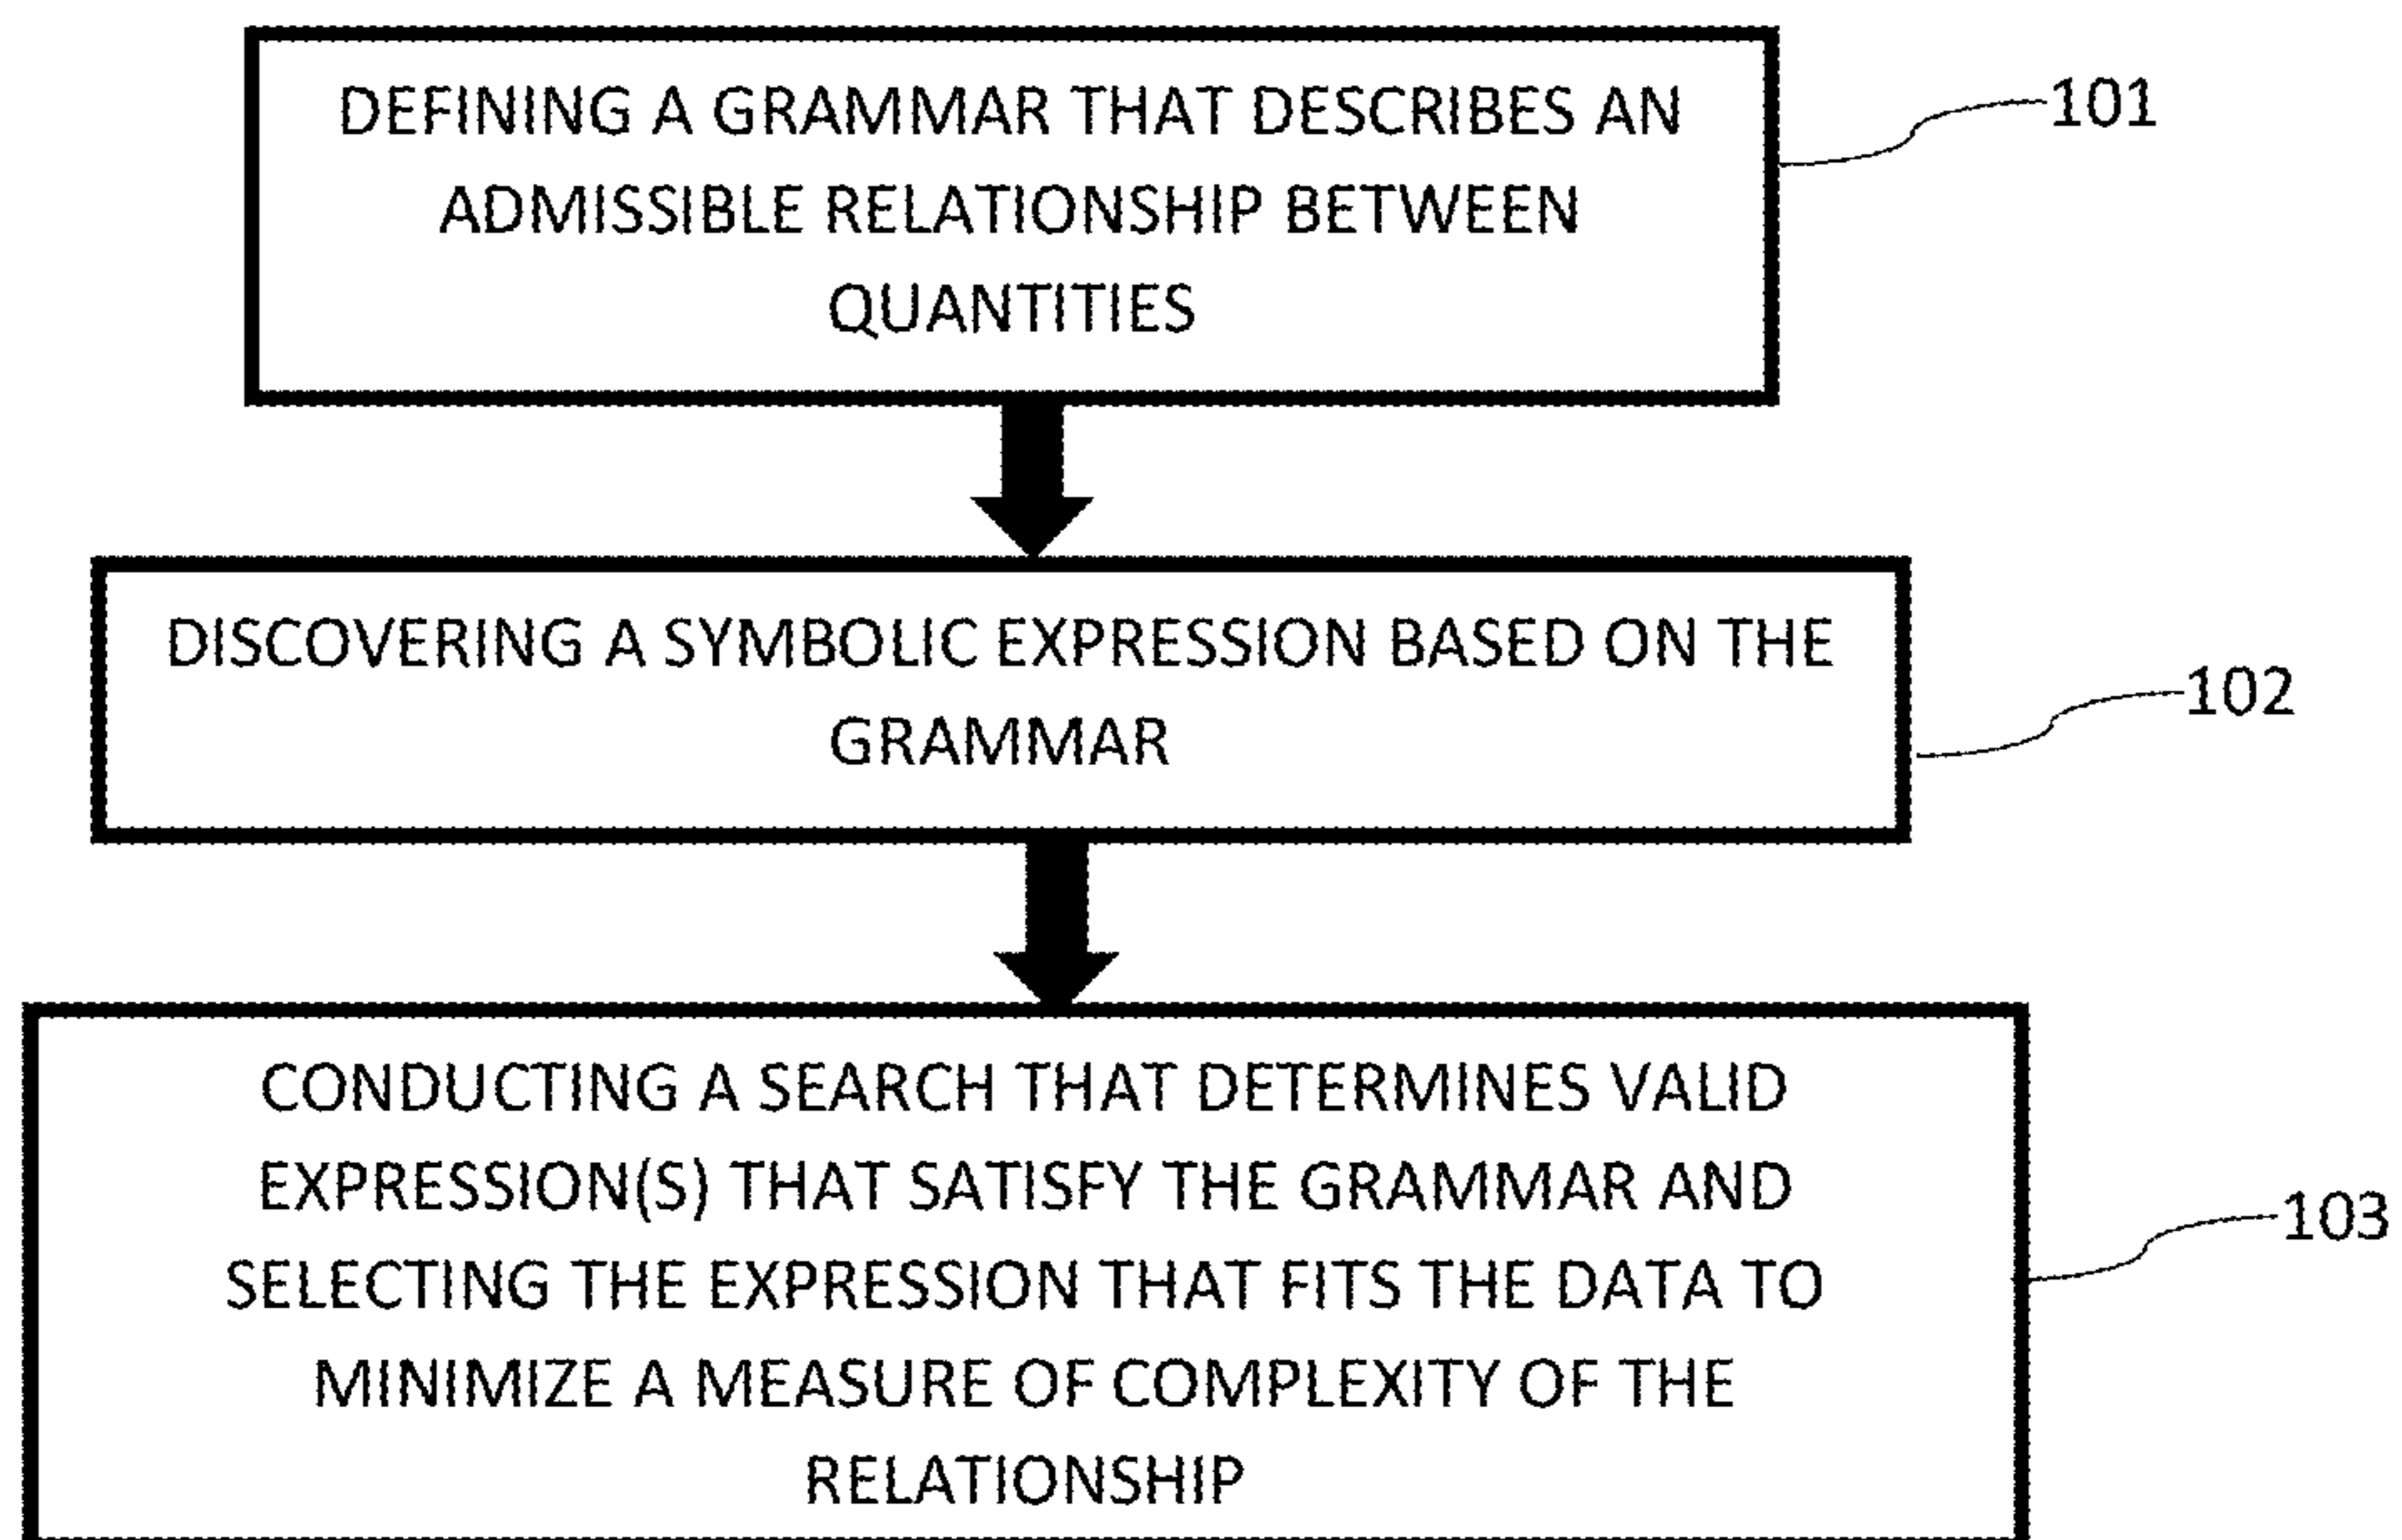 DEFINING A GRAMMAR THAT DESCRIBES AN
ADMISSIBLE RELATIONSHIP BETWEEN
QUANTITIES
101
DISCOVERING A SYMBOLIC EXPRESSION BASED ON THE
GRAMMAR
102
CONDUCTING A SEARCH THAT DETERMINES VALID
EXPRESSION(S) THAT SATISFY THE GRAMMAR AND
SELECTING THE EXPRESSION THAT FITS THE DATA TO
MINIMIZE A MEASURE OF COMPLEXITY OF THE
RELATIONSHIP
103